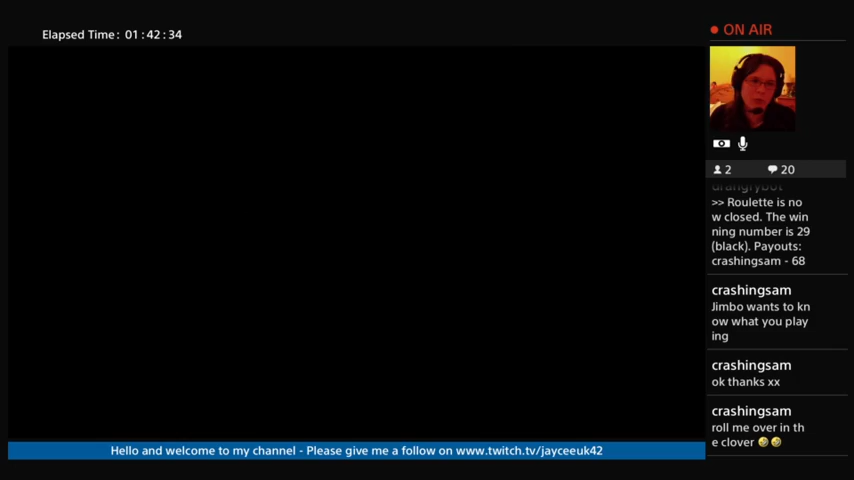 Elapsed Time: 01:42:34
ON AIR
2
20
drangrybot
>> Roulette is no
w closed. The win
ning number is 29
(black). Payouts:
crashingsam - 68
crashingsam
Jimbo wants to kn
ow what you play
ing
crashingsam
ok thanks xx
crashingsam
roll me over in th
e clover 🤣🤣
Hello and welcome to my channel - Please give me a follow on www.twitch.tv/jayceeuk42